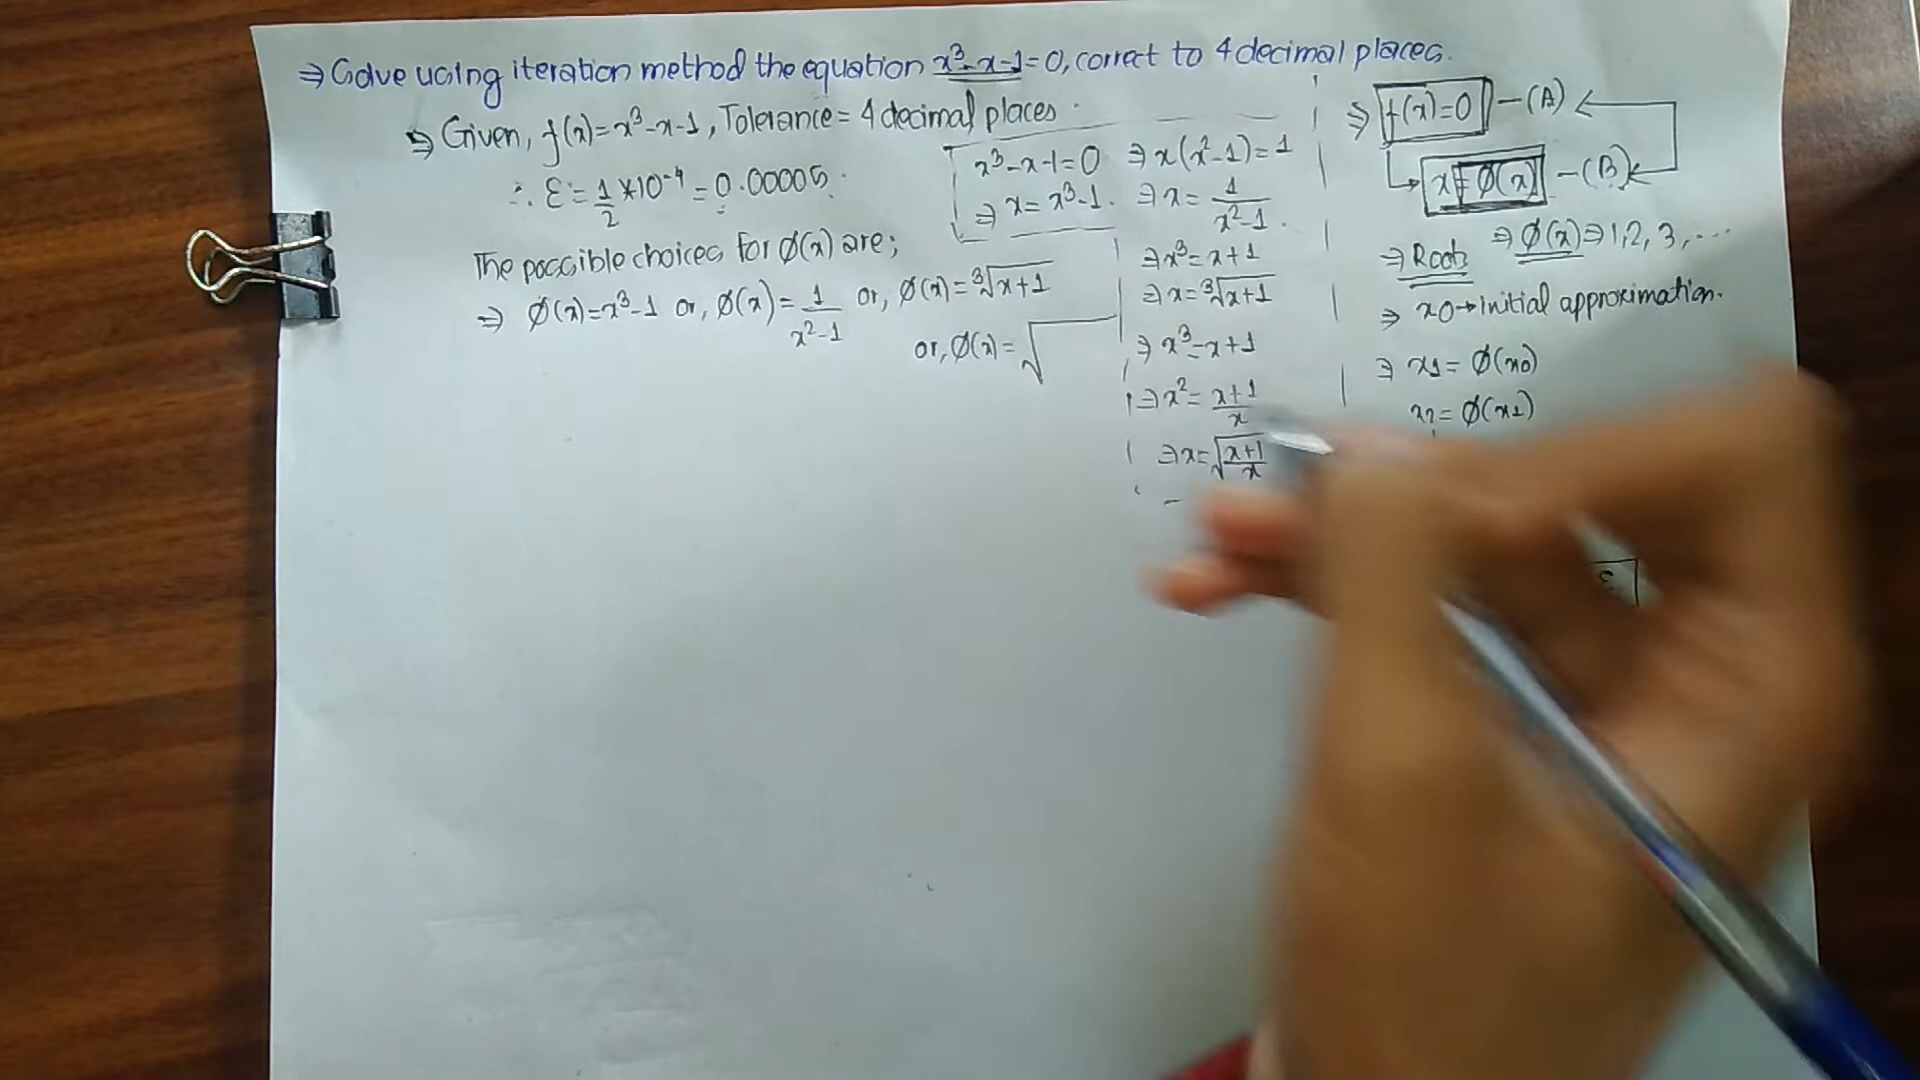 ⇒ Solve using iteration method the equation x³-x-1=0, correct to 4 decimal places.
⇒ Given, f(x)=x³-x-1, Tolerance = 4 decimal places.
∴ ε = 1/2 *10⁻⁴ = 0.00005.
The possible choices for ∅(x) are;
⇒ ∅(x)=x³-1 or, ∅(x)= 1/(x²-1) or, ∅(x)=³√(x+1)
or, ∅(x)=√
x³-x-1=0
⇒ x=x³-1.
⇒ x(x²-1)=1
⇒ x= 1/(x²-1).
⇒ x³=x+1
⇒ x=³√(x+1)
⇒ x³=x+1
⇒ x²= (x+1)/x
⇒ x=√((x+1)/x)
⇒ f(x)=0 -(A)
x=∅(x) -(B)
⇒ Roots ⇒ ∅(x) ⇒ 1,2,3,...
⇒ x0→Initial approximation.
⇒ x1 = ∅(x0)
x2 = ∅(x1)
ε